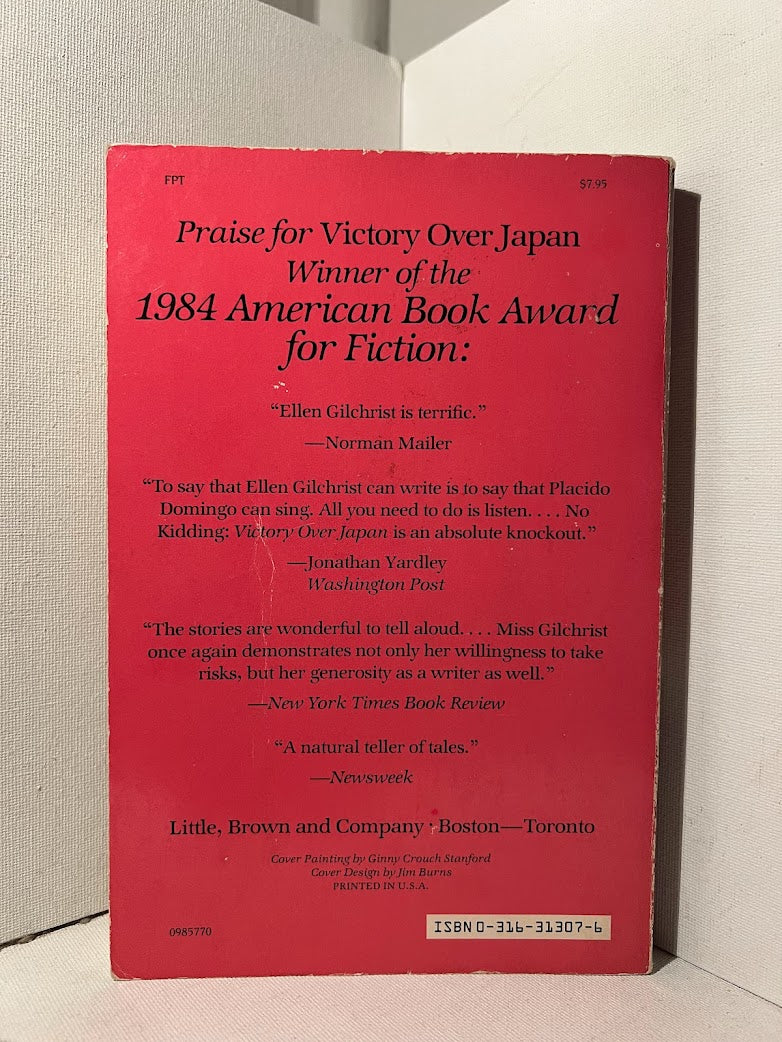 FPT
$7.95
Praise for Victory Over Japan
Winner of the
1984 American Book Award
for Fiction:
“Ellen Gilchrist is terrific.”
—Norman Mailer
“To say that Ellen Gilchrist can write is to say that Placido
Domingo can sing. All you need to do is listen. . . . No
Kidding: Victory Over Japan is an absolute knockout.”
—Jonathan Yardley
Washington Post
“The stories are wonderful to tell aloud. . . . Miss Gilchrist
once again demonstrates not only her willingness to take
risks, but her generosity as a writer as well.”
—New York Times Book Review
“A natural teller of tales.”
—Newsweek
Little, Brown and Company · Boston—Toronto
Cover Painting by Ginny Crouch Stanford
Cover Design by Jim Burns
PRINTED IN U.S.A.
0985770
ISBN 0-316-31307-6